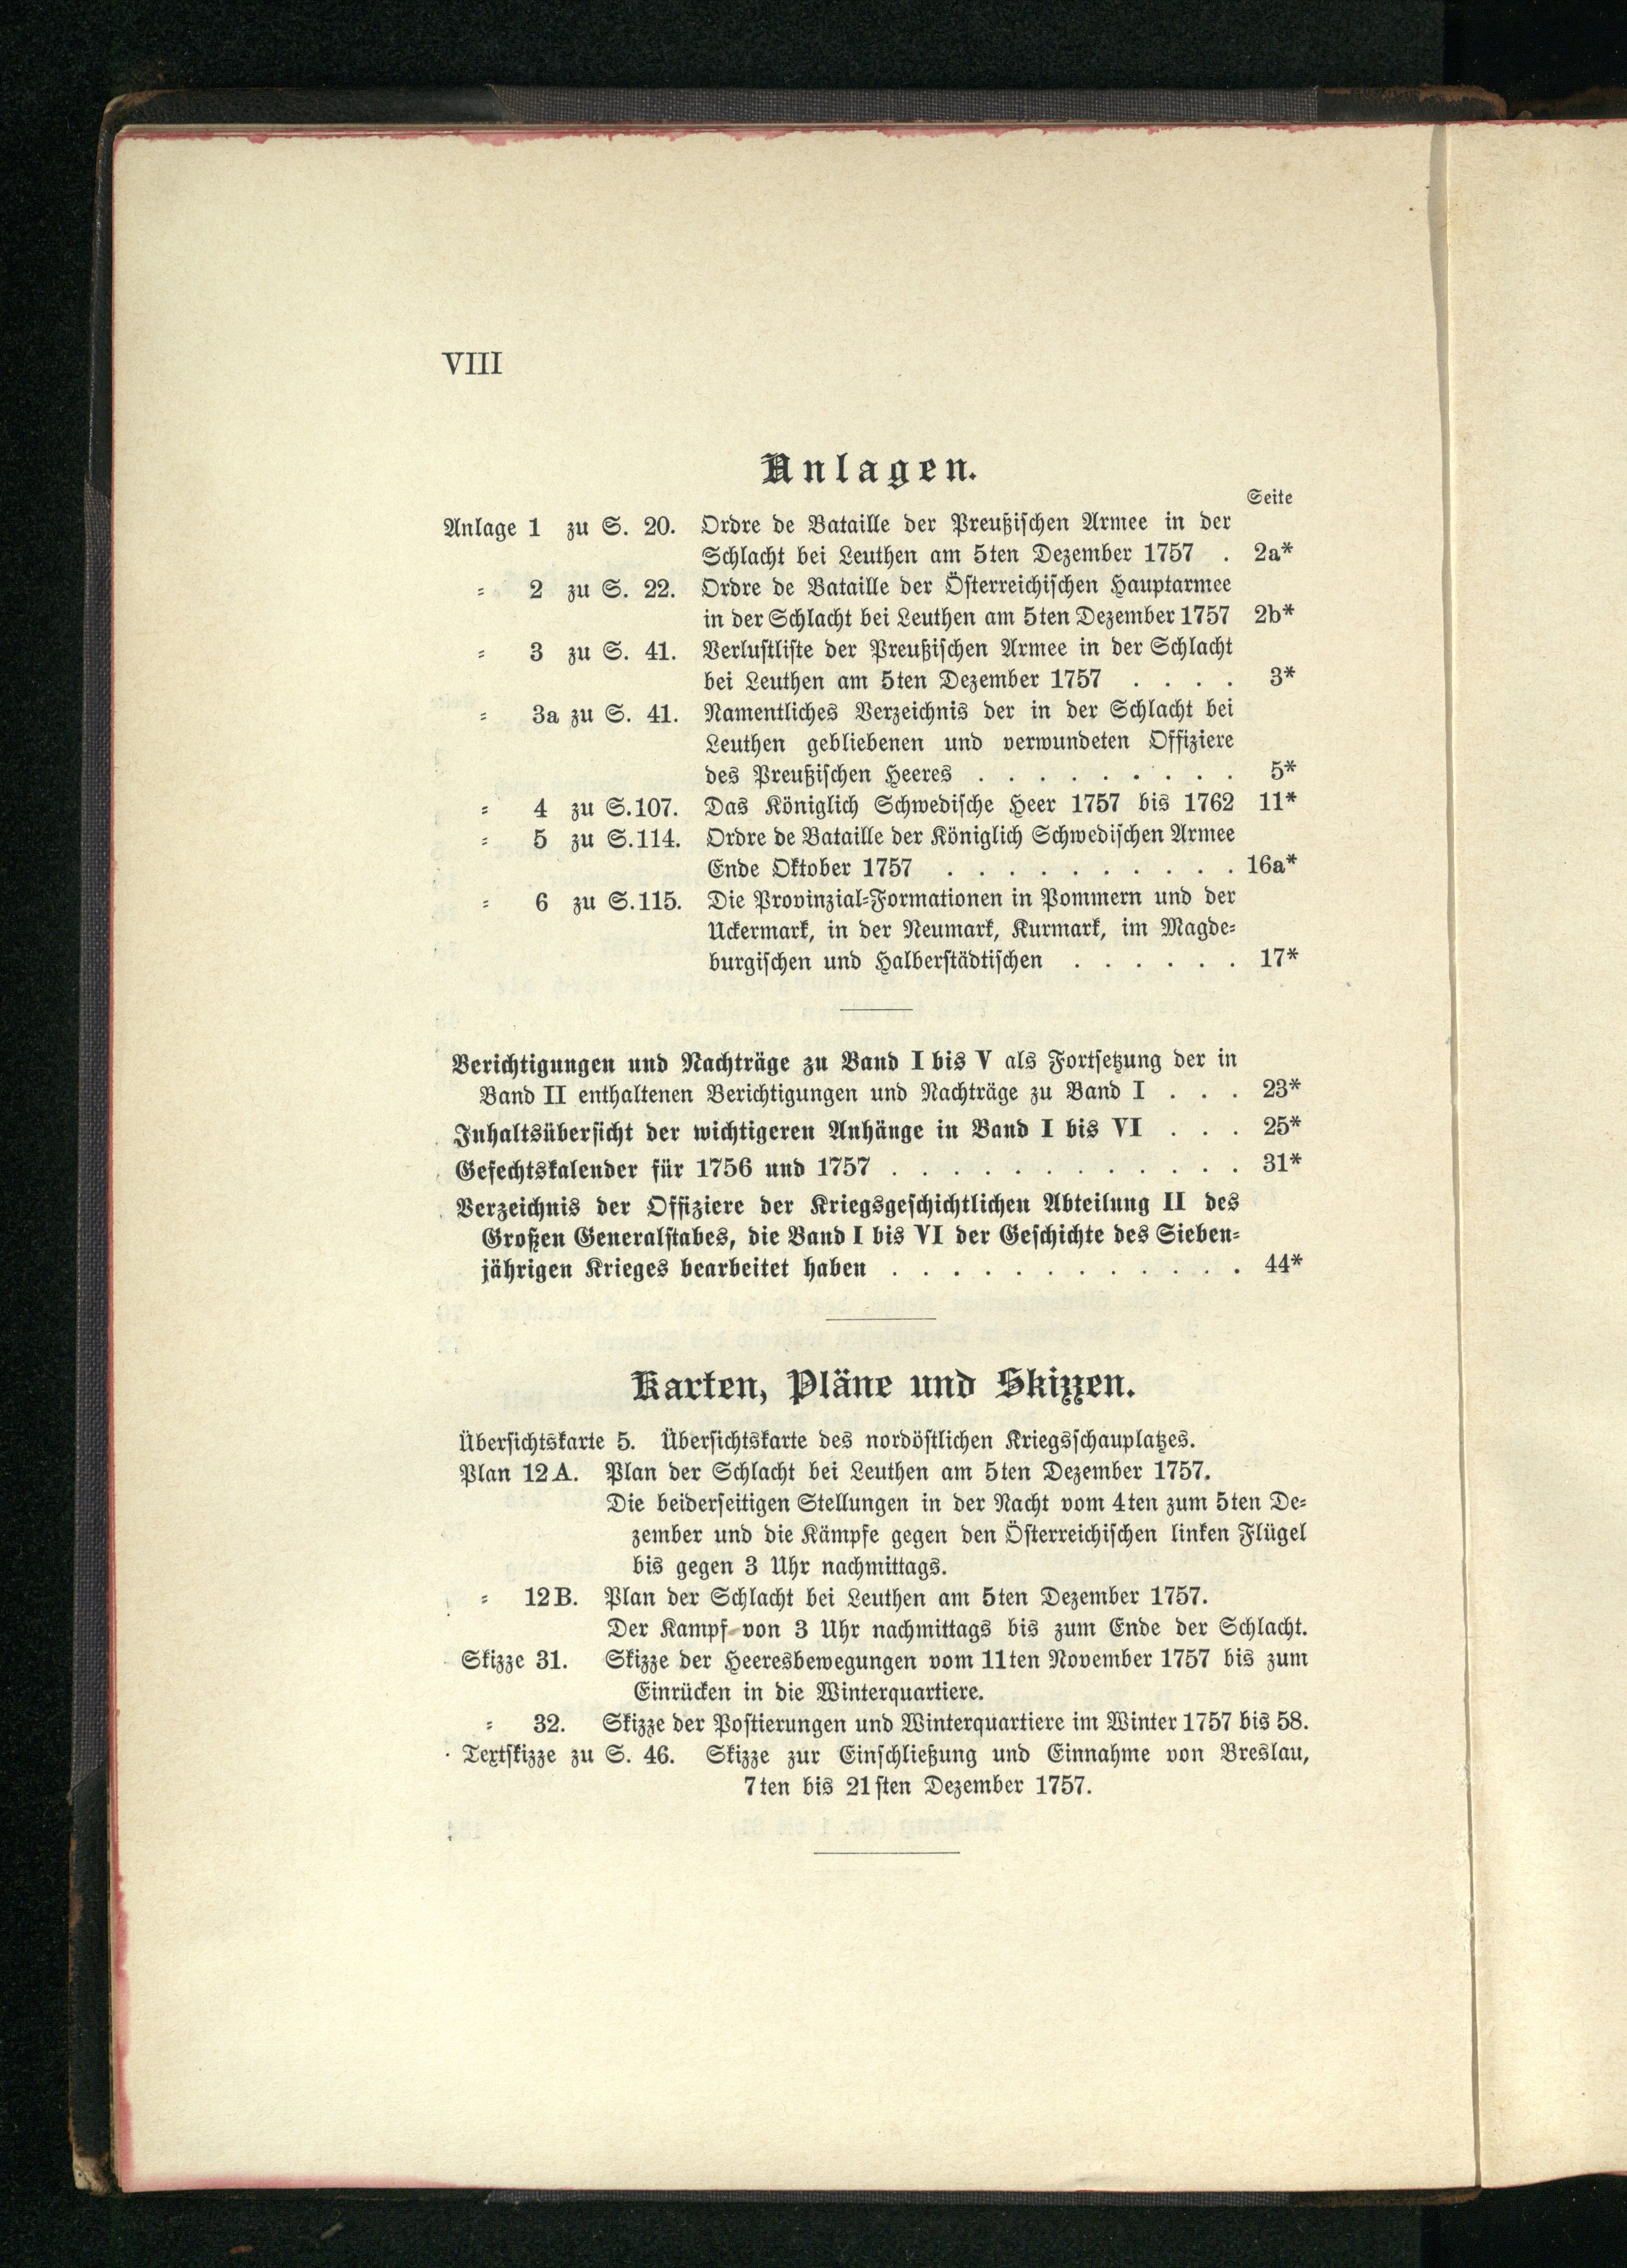 VIII
Anlagen.
Seite
Anlage 1 zu S. 20. Ordre de Bataille der Preußischen Armee in der
Schlacht bei Leuthen am 5ten Dezember 1757 . 2a*
= 2 zu S. 22. Ordre de Bataille der Österreichischen Hauptarmee
in der Schlacht bei Leuthen am 5ten Dezember 1757 2b*
= 3 zu S. 41. Verlustliste der Preußischen Armee in der Schlacht
bei Leuthen am 5ten Dezember 1757 . . . . 3*
= 3a zu S. 41. Namentliches Verzeichnis der in der Schlacht bei
Leuthen gebliebenen und verwundeten Offiziere
des Preußischen Heeres . . . . . . . . . 5*
= 4 zu S. 107. Das Königlich Schwedische Heer 1757 bis 1762 11*
= 5 zu S. 114. Ordre de Bataille der Königlich Schwedischen Armee
Ende Oktober 1757 . . . . . . . . . . 16a*
= 6 zu S. 115. Die Provinzial=Formationen in Pommern und der
Uckermark, in der Neumark, Kurmark, im Magde=
burgischen und Halberstädtischen . . . . . . 17*
Berichtigungen und Nachträge zu Band I bis V als Fortsetzung der in
Band II enthaltenen Berichtigungen und Nachträge zu Band I . . . 23*
Inhaltsübersicht der wichtigeren Anhänge in Band I bis VI . . . 25*
Gefechtskalender für 1756 und 1757 . . . . . . . . . . . . 31*
Verzeichnis der Offiziere der Kriegsgeschichtlichen Abteilung II des
Großen Generalstabes, die Band I bis VI der Geschichte des Sieben=
jährigen Krieges bearbeitet haben . . . . . . . . . . . . 44*
Karten, Pläne und Skizzen.
Übersichtskarte 5. Übersichtskarte des nordöstlichen Kriegsschauplatzes.
Plan 12 A. Plan der Schlacht bei Leuthen am 5ten Dezember 1757.
Die beiderseitigen Stellungen in der Nacht vom 4ten zum 5ten De=
zember und die Kämpfe gegen den Österreichischen linken Flügel
bis gegen 3 Uhr nachmittags.
= 12 B. Plan der Schlacht bei Leuthen am 5ten Dezember 1757.
Der Kampf von 3 Uhr nachmittags bis zum Ende der Schlacht.
Skizze 31. Skizze der Heeresbewegungen vom 11ten November 1757 bis zum
Einrücken in die Winterquartiere.
= 32. Skizze der Postierungen und Winterquartiere im Winter 1757 bis 58.
Textskizze zu S. 46. Skizze zur Einschließung und Einnahme von Breslau,
7ten bis 21sten Dezember 1757.